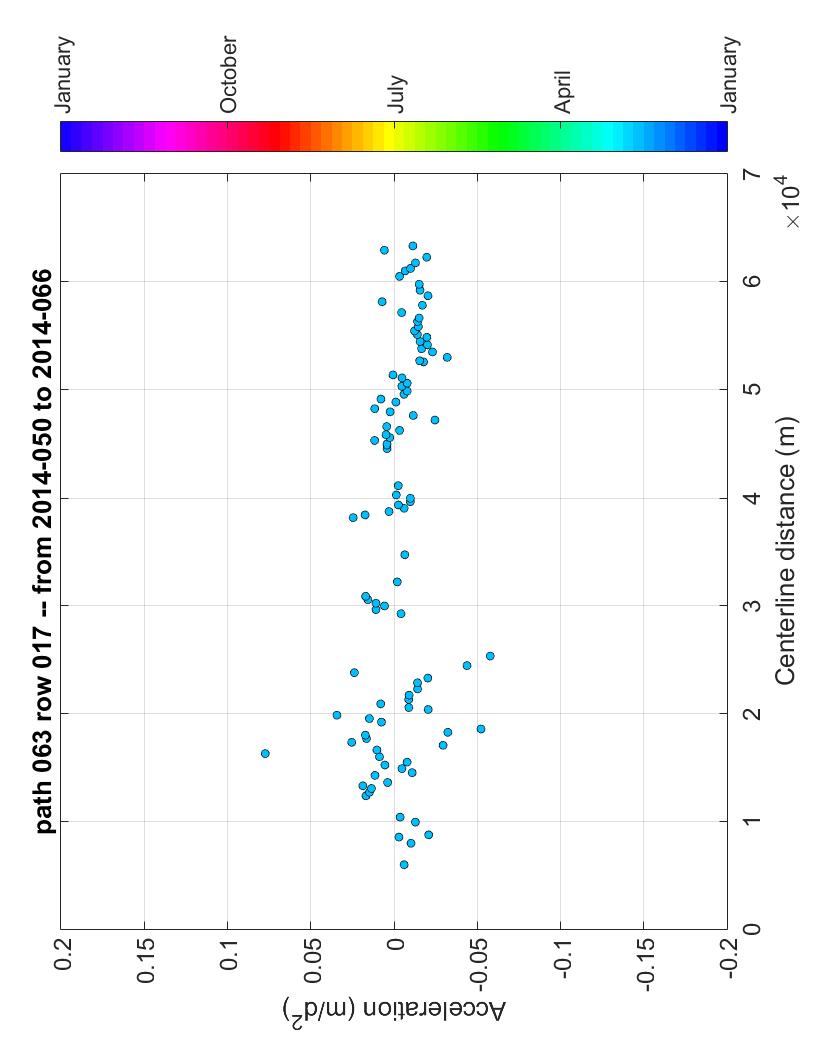 path 063 row 017 -- from 2014-050 to 2014-066
0.2
0.15
0.1
0.05
0
-0.05
-0.1
-0.15
-0.2
Acceleration (m/d²)
0
1
2
3
4
5
6
7
×10⁴
Centerline distance (m)
January
October
July
April
January